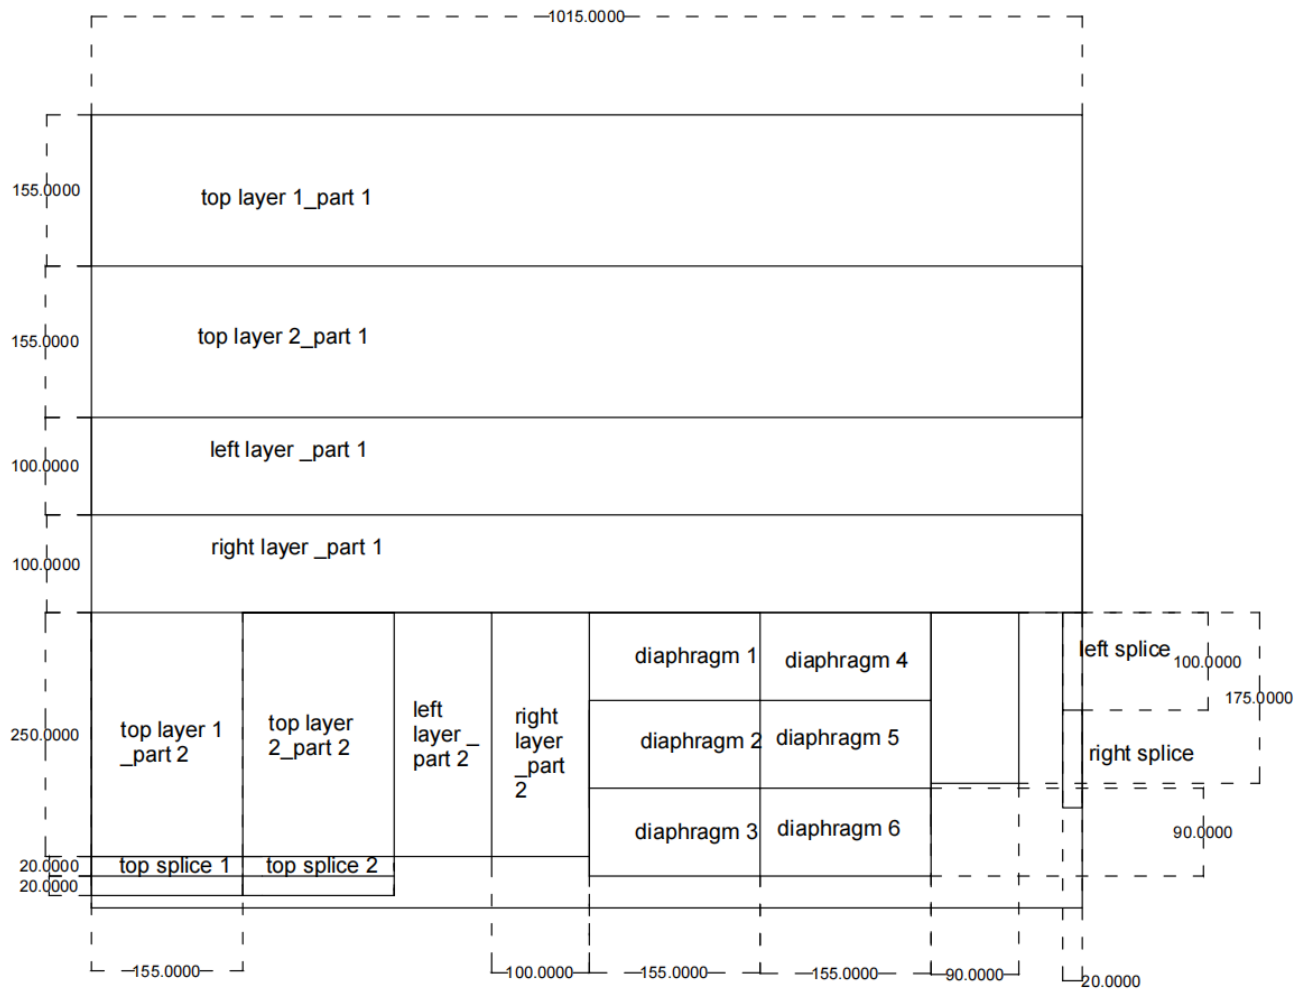 1015.0000
155.0000
top layer 1_part 1
155.0000
top layer 2_part 1
100.0000
left layer _part 1
100.0000
right layer _part 1
250.0000
top layer 1
_part 2
top layer
2_part 2
left
layer _
part 2
right
layer
_part
2
diaphragm 1
diaphragm 4
diaphragm 2
diaphragm 5
diaphragm 3
diaphragm 6
left splice
100.0000
175.0000
right splice
90.0000
20.0000
top splice 1
top splice 2
20.0000
155.0000
100.0000
155.0000
155.0000
90.0000
20.0000